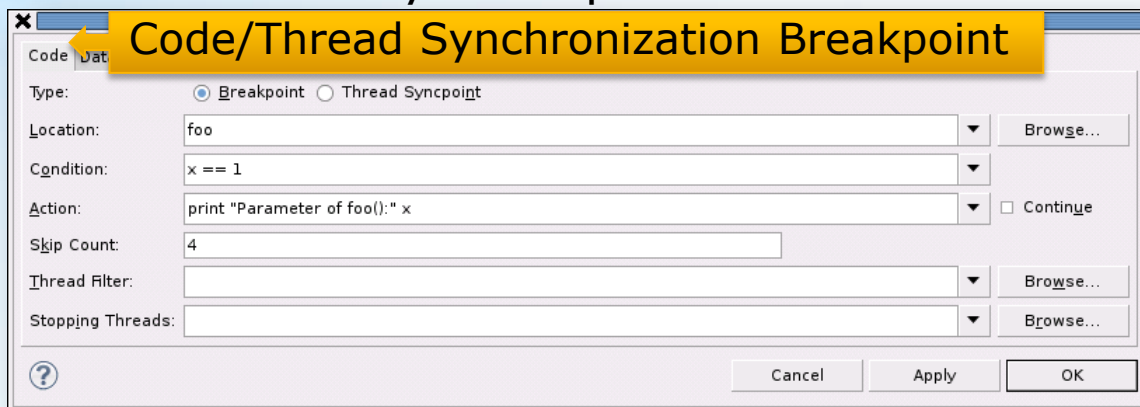 Code/Thread Synchronization Breakpoint
Code Data
Type: Breakpoint Thread Syncpoint
Location: foo Browse...
Condition: x == 1
Action: print "Parameter of foo():" x Continue
Skip Count: 4
Thread Filter: Browse...
Stopping Threads: Browse...
Cancel Apply OK